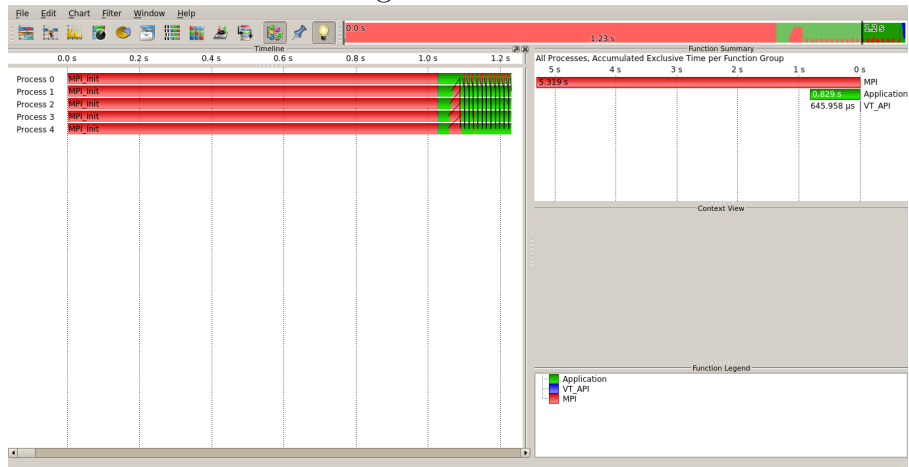 File Edit Chart Filter Window Help
0.0 s 1.23 s 1.2 s
Timeline
0.0 s 0.2 s 0.4 s 0.6 s 0.8 s 1.0 s 1.2 s
Process 0 MPI_Init
Process 1 MPI_Init
Process 2 MPI_Init
Process 3 MPI_Init
Process 4 MPI_Init
Function Summary
All Processes, Accumulated Exclusive Time per Function Group
5 s 4 s 3 s 2 s 1 s 0 s
5.319 s MPI
0.829 s Application
645.958 µs VT_API
Context View
Function Legend
Application
VT_API
MPI